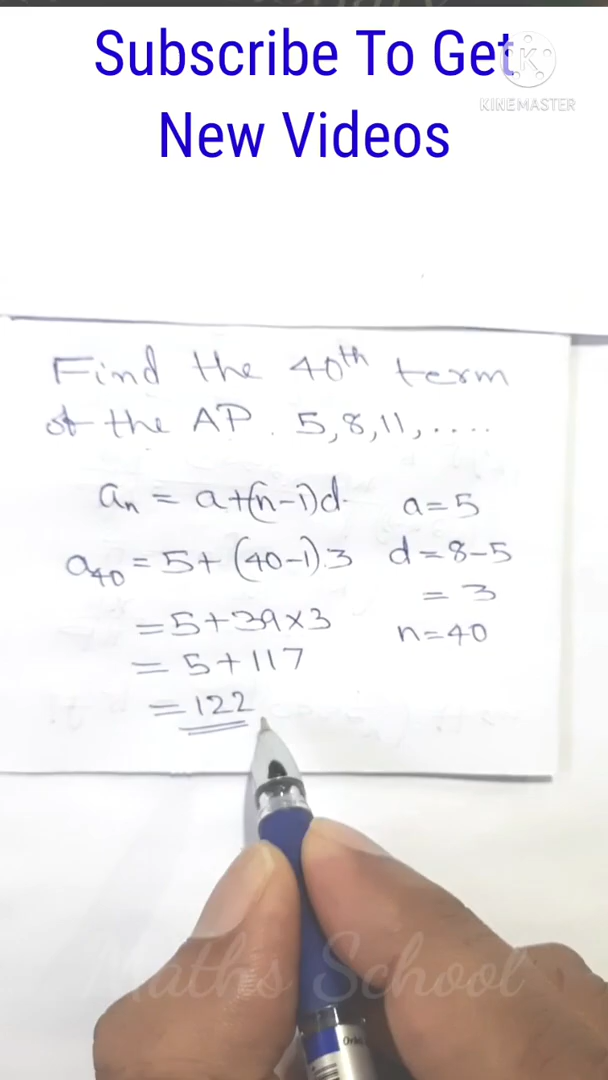 Subscribe To Get
New Videos
KINEMASTER
Find the 40th term
of the AP. 5, 8, 11, ....
aₙ = a+(n-1)d
a=5
a₄₀ = 5+(40-1).3
d=8-5
= 3
= 5+39×3
n=40
= 5+117
= 122
Maths School